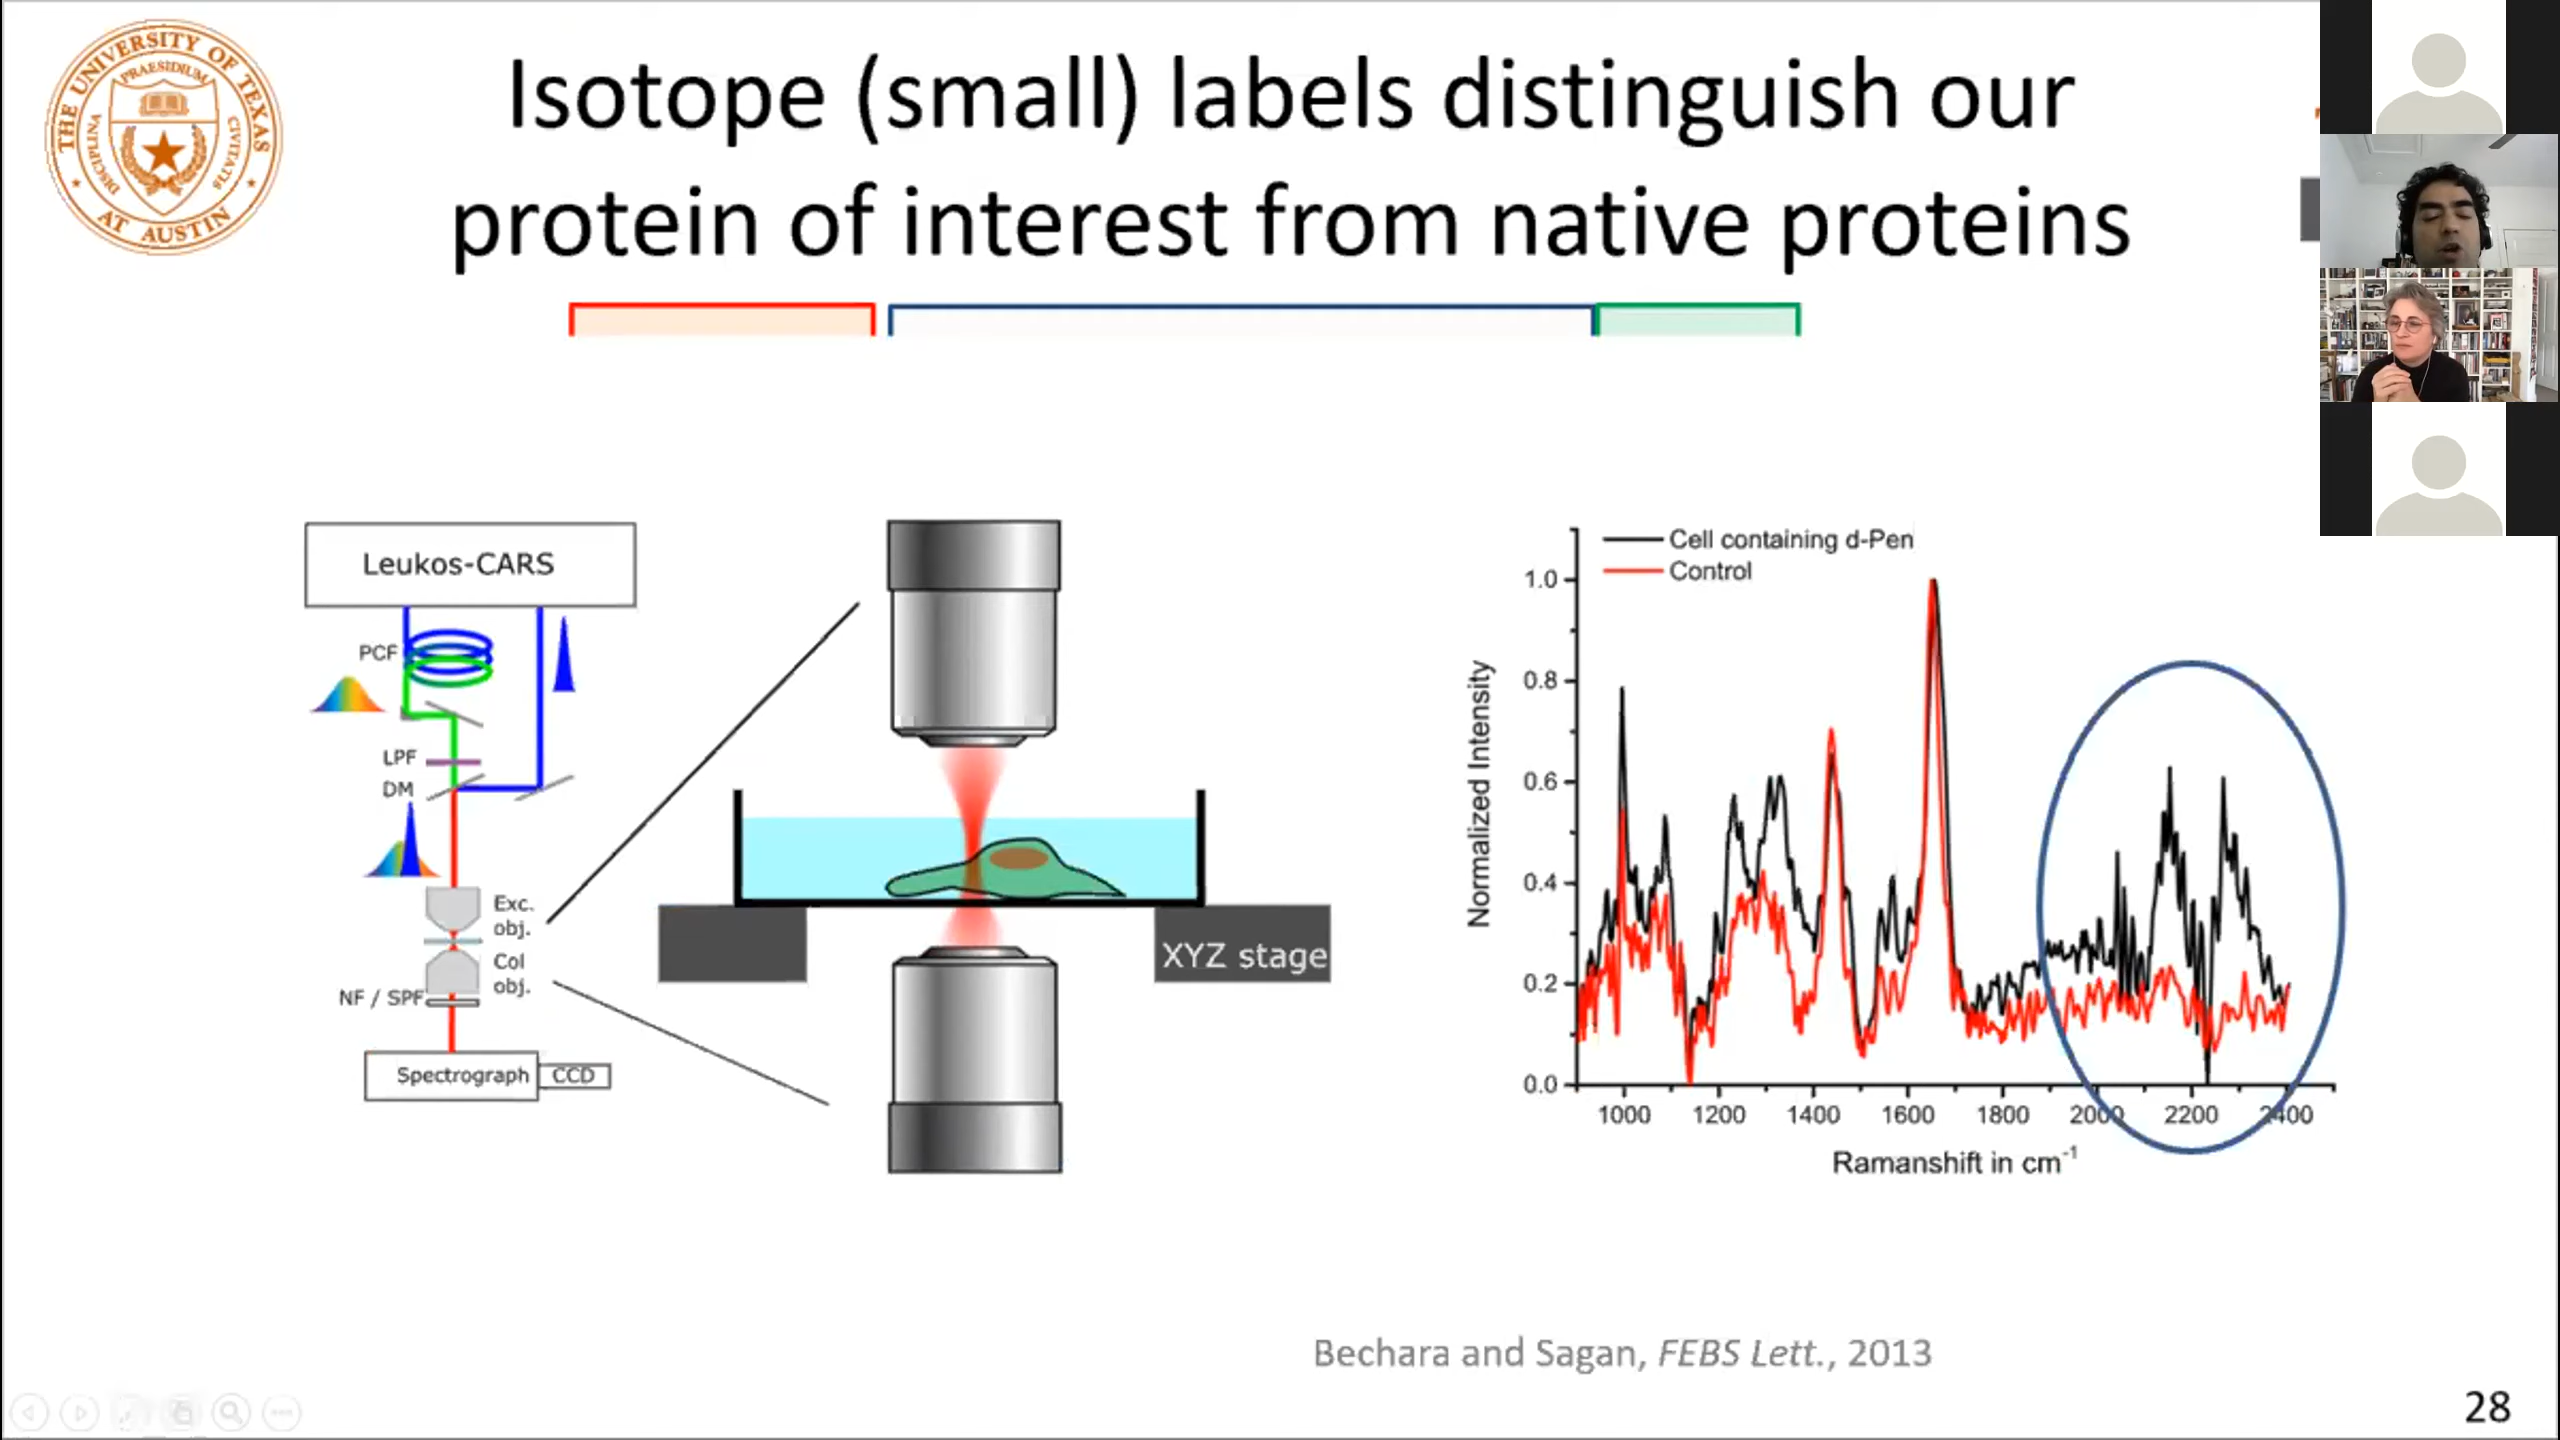 THE UNIVERSITY OF TEXAS
PRAESIDIUM
DISCIPLINA
CIVITATIS
AT AUSTIN
Isotope (small) labels distinguish our
protein of interest from native proteins
Leukos-CARS
PCF
LPF
DM
Exc.
obj.
Col
obj.
NF / SPF
Spectrograph
CCD
XYZ stage
Cell containing d-Pen
Control
Normalized Intensity
1.0
0.8
0.6
0.4
0.2
0.0
1000 1200 1400 1600 1800 2000 2200 2400
Ramanshift in cm⁻¹
Bechara and Sagan, FEBS Lett., 2013
28